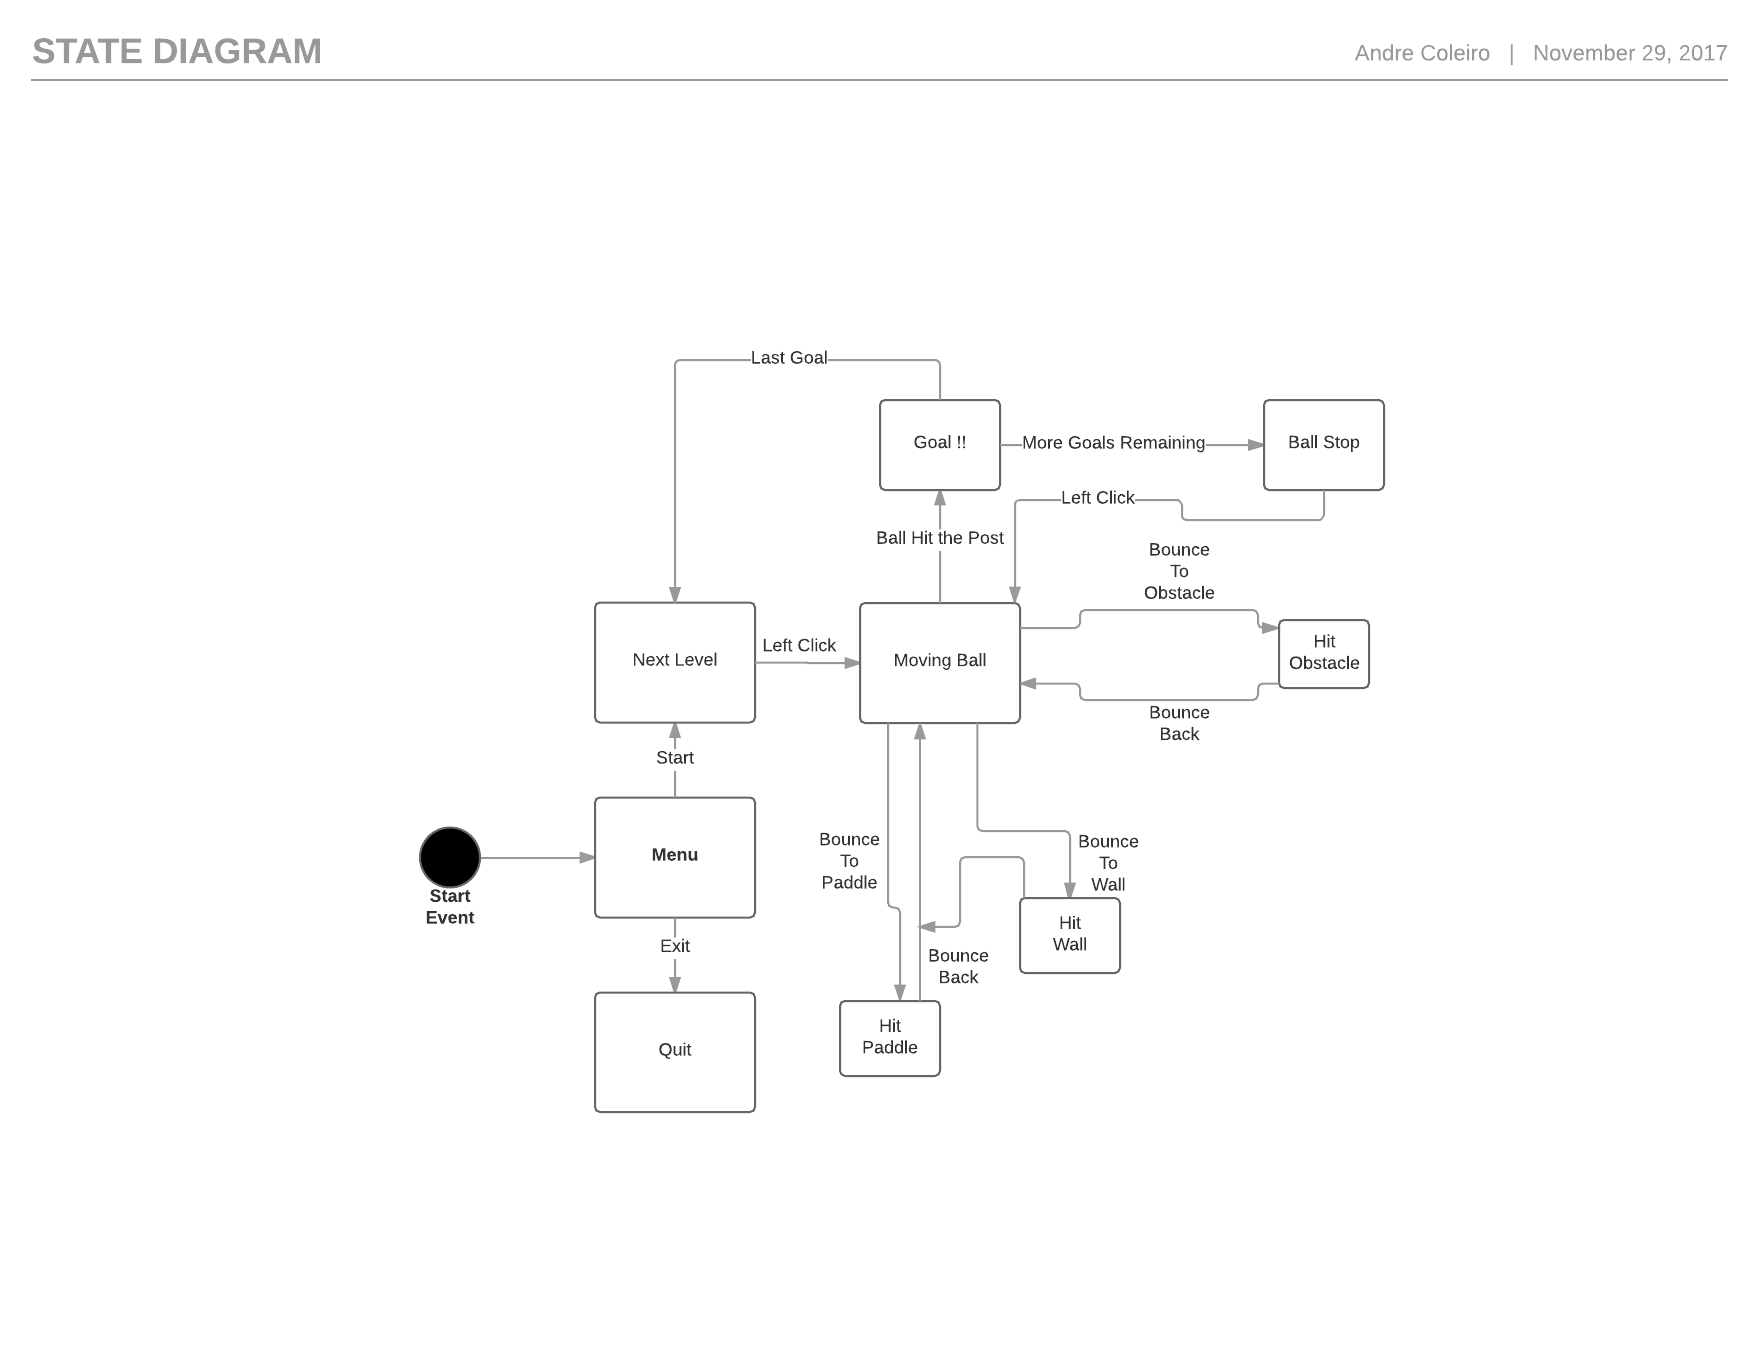 STATE DIAGRAM
Andre Coleiro | November 29, 2017
Last Goal
Goal !!
More Goals Remaining
Ball Stop
Left Click
Ball Hit the Post
Bounce
To
Obstacle
Next Level
Left Click
Moving Ball
Hit
Obstacle
Bounce
Back
Start
Menu
Start
Event
Exit
Quit
Bounce
To
Paddle
Bounce
To
Wall
Hit
Wall
Bounce
Back
Hit
Paddle